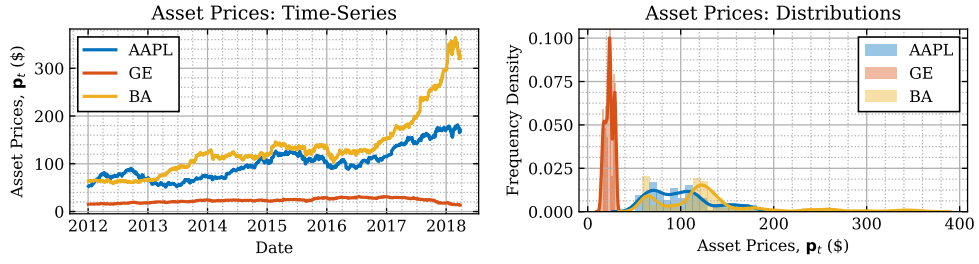 Asset Prices: Time-Series
Asset Prices, pₜ ($)
300
200
100
0
AAPL
GE
BA
2012 2013 2014 2015 2016 2017 2018
Date
Asset Prices: Distributions
Frequency Density
0.100
0.075
0.050
0.025
0.000
AAPL
GE
BA
0 100 200 300 400
Asset Prices, pₜ ($)